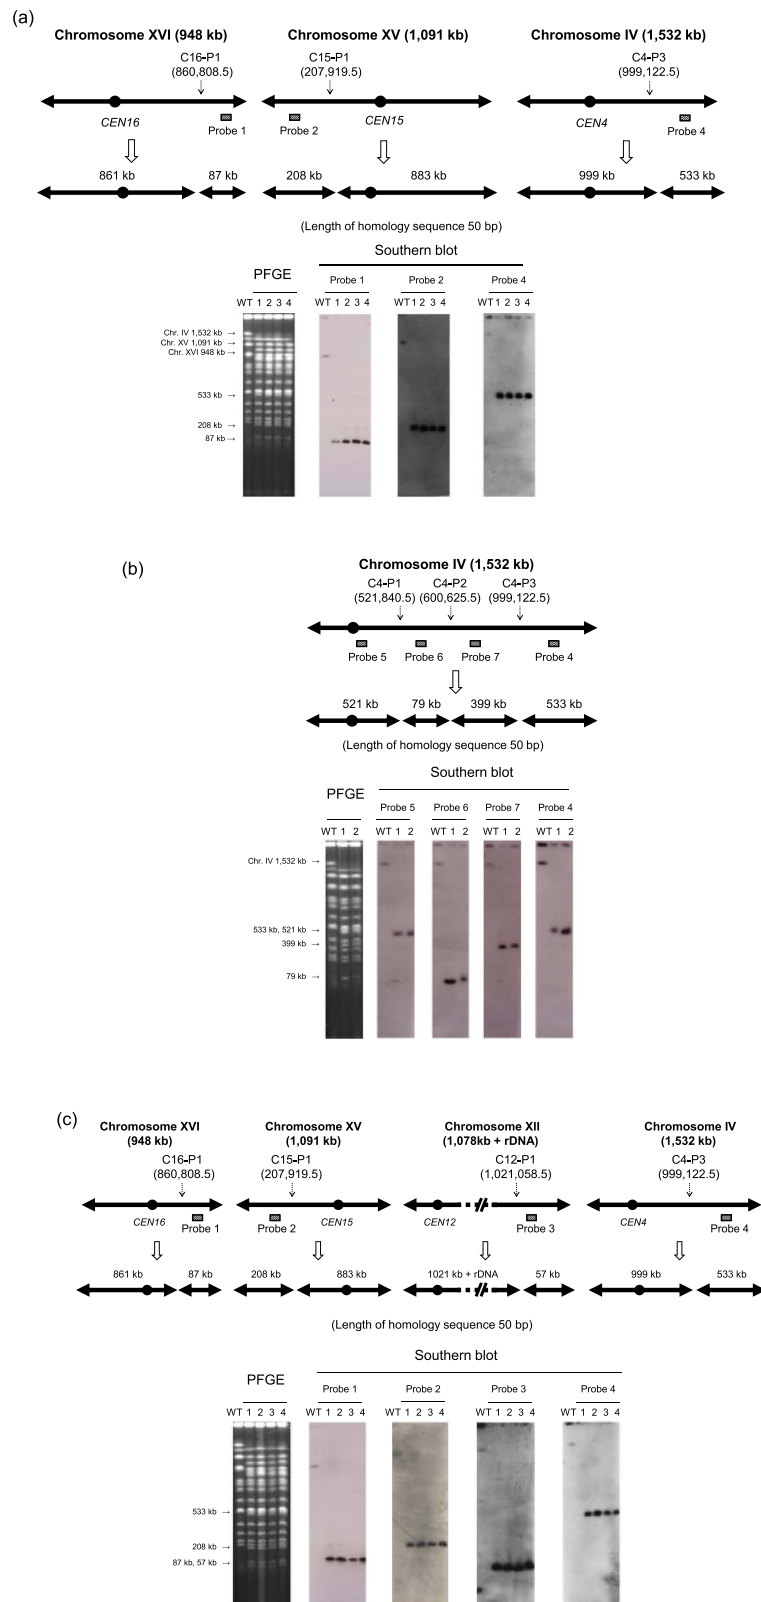 (a)
Chromosome XVI (948 kb) Chromosome XV (1,091 kb) Chromosome IV (1,532 kb)
C16-P1 C15-P1 C4-P3
(860,808.5) (207,919.5) (999,122.5)
CEN16 Probe 1 Probe 2 CEN15 CEN4 Probe 4
861 kb 87 kb 208 kb 883 kb 999 kb 533 kb
(Length of homology sequence 50 bp)
Southern blot
PFGE Probe 1 Probe 2 Probe 4
WT 1 2 3 4 WT 1 2 3 4 WT 1 2 3 4 WT 1 2 3 4
Chr. IV 1,532 kb →
Chr. XV 1,091 kb →
Chr. XVI 948 kb →
533 kb →
208 kb →
87 kb →
(b)
Chromosome IV (1,532 kb)
C4-P1 C4-P2 C4-P3
(521,840.5) (600,625.5) (999,122.5)
Probe 5 Probe 6 Probe 7 Probe 4
521 kb 79 kb 399 kb 533 kb
(Length of homology sequence 50 bp)
Southern blot
PFGE Probe 5 Probe 6 Probe 7 Probe 4
WT 1 2 WT 1 2 WT 1 2 WT 1 2 WT 1 2
Chr. IV 1,532 kb →
533 kb, 521 kb →
399 kb →
79 kb →
(c)
Chromosome XVI Chromosome XV Chromosome XII Chromosome IV
(948 kb) (1,091 kb) (1,078kb + rDNA) (1,532 kb)
C16-P1 C15-P1 C12-P1 C4-P3
(860,808.5) (207,919.5) (1,021,058.5) (999,122.5)
CEN16 Probe 1 Probe 2 CEN15 CEN12 Probe 3 CEN4 Probe 4
861 kb 87 kb 208 kb 883 kb 1021 kb + rDNA 57 kb 999 kb 533 kb
(Length of homology sequence 50 bp)
Southern blot
PFGE Probe 1 Probe 2 Probe 3 Probe 4
WT 1 2 3 4 WT 1 2 3 4 WT 1 2 3 4 WT 1 2 3 4 WT 1 2 3 4
533 kb →
208 kb →
87 kb, 57 kb →